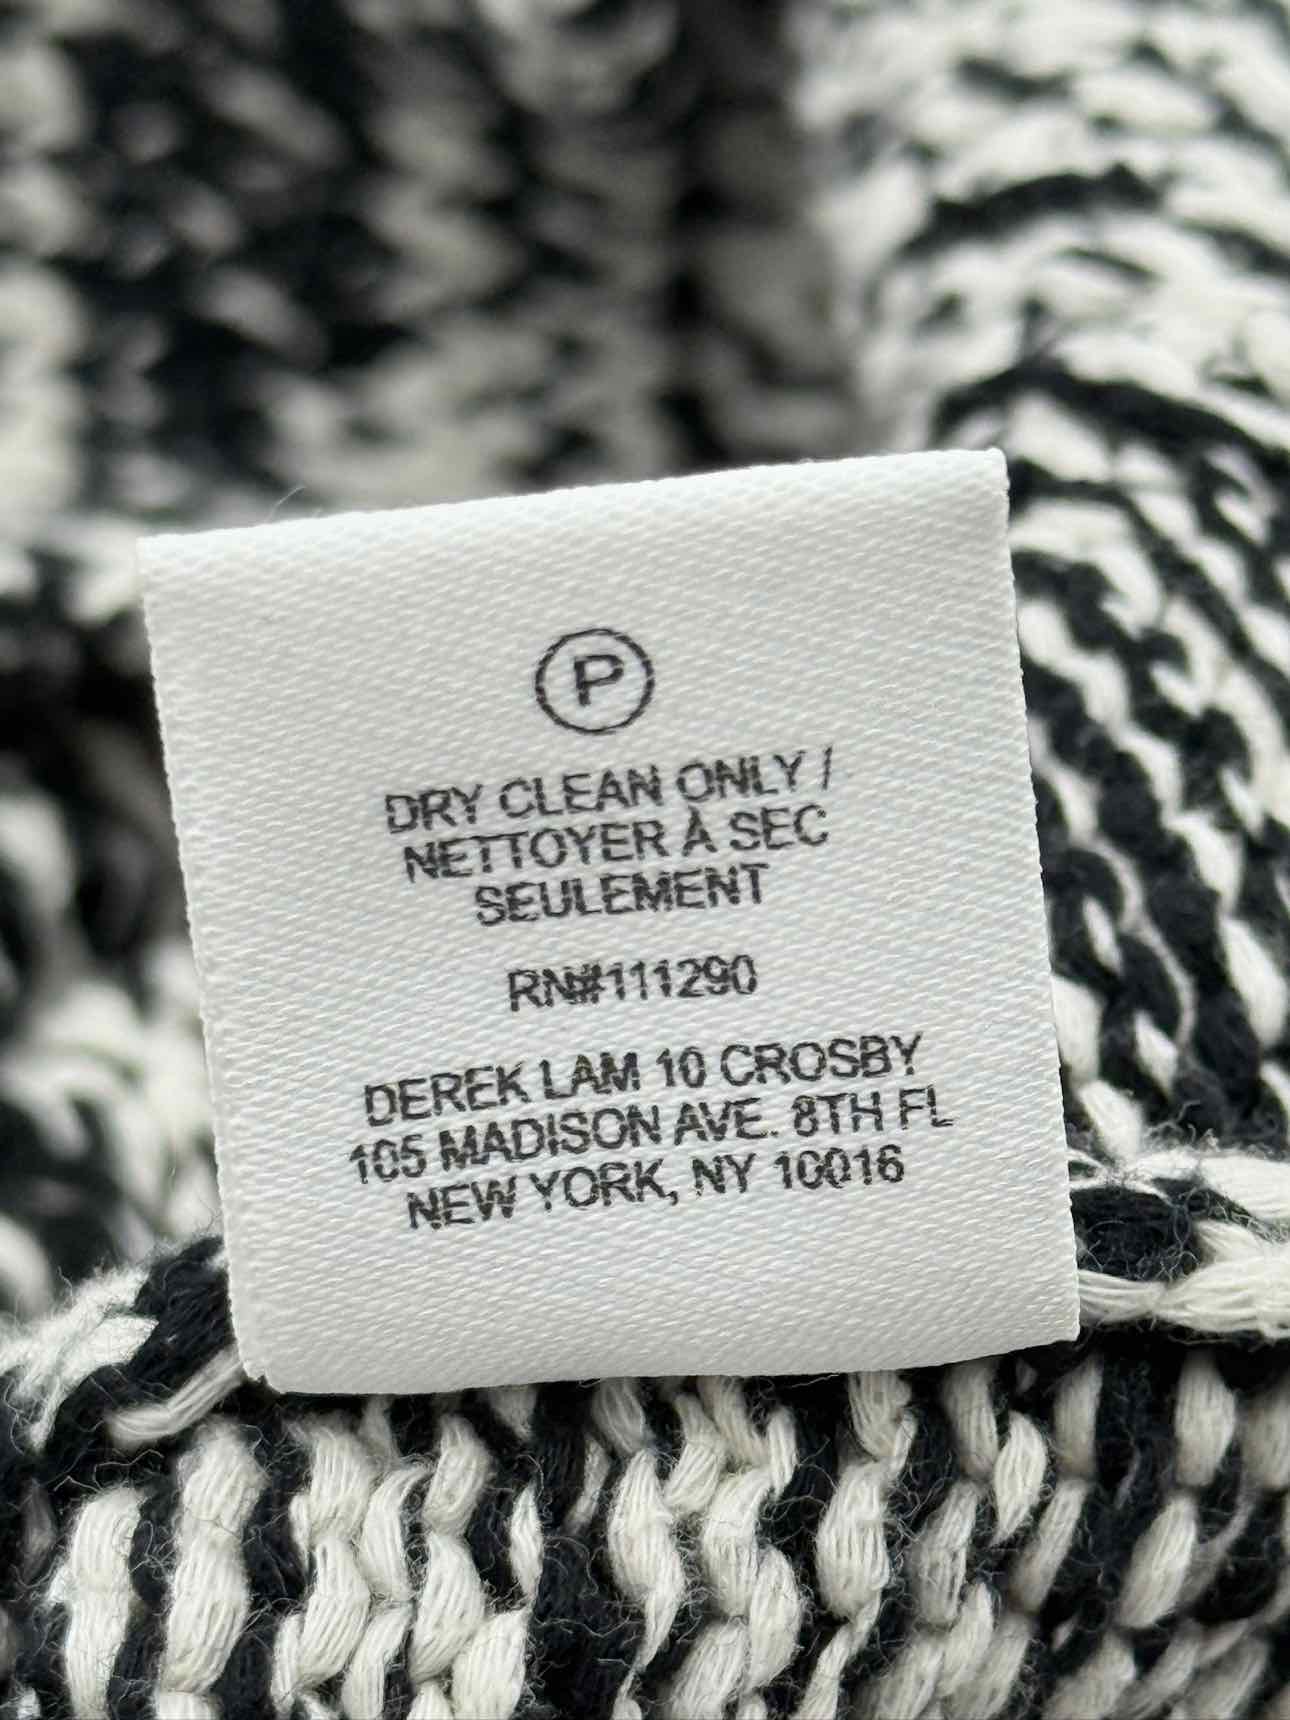 P
DRY CLEAN ONLY /
NETTOYER À SEC
SEULEMENT
RN#111290
DEREK LAM 10 CROSBY
105 MADISON AVE. 8TH FL
NEW YORK, NY 10016